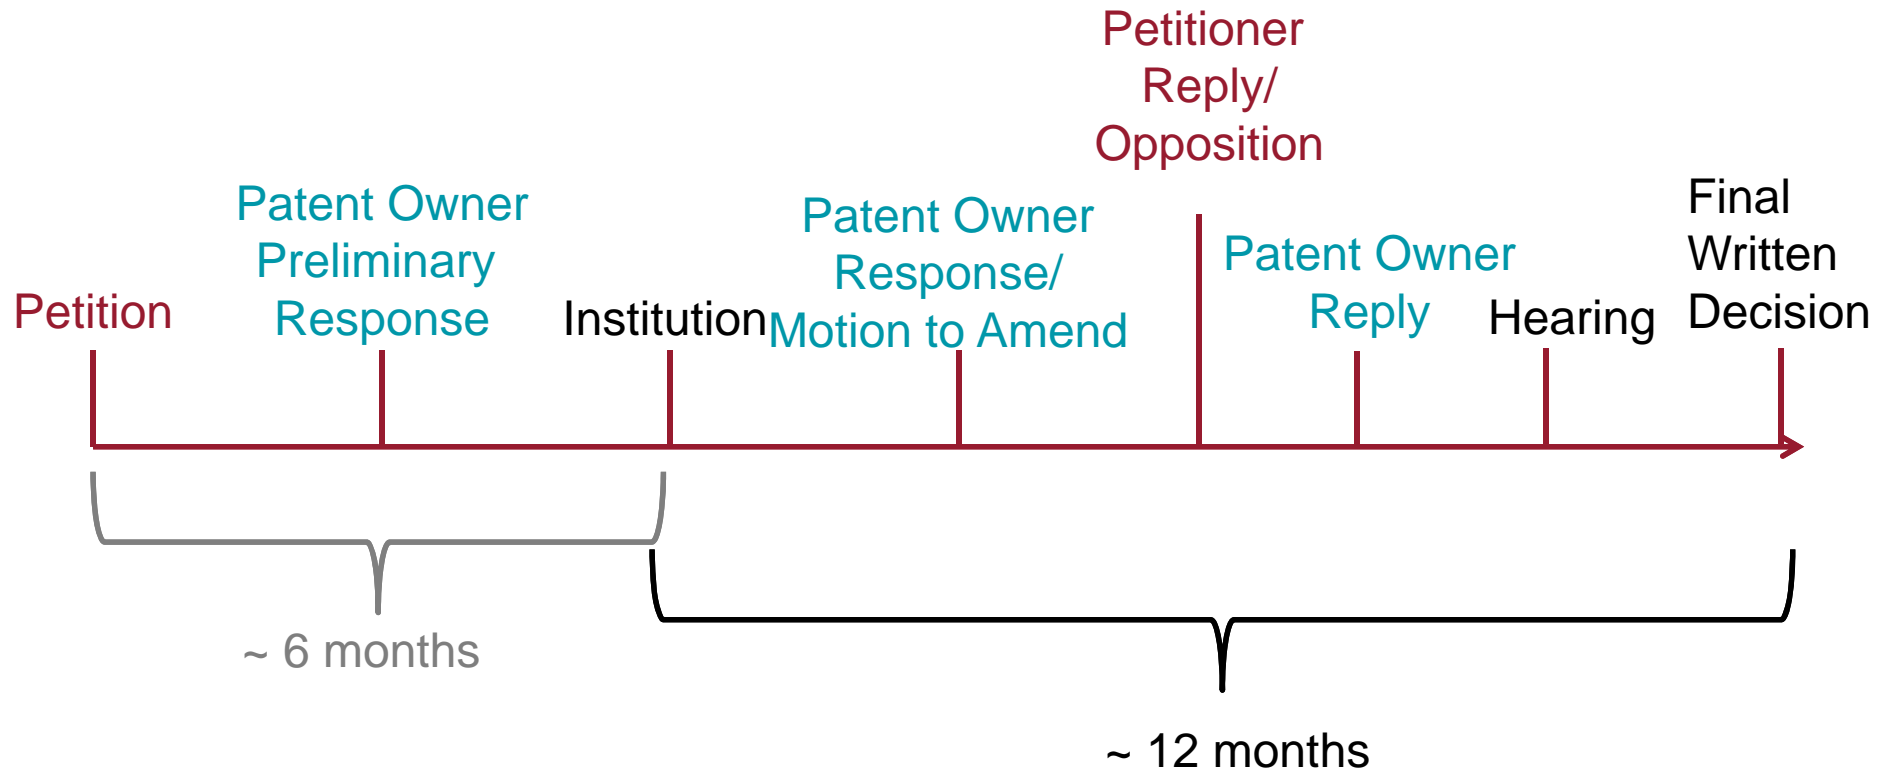 Petition
Patent Owner
Preliminary
Response
Institution
Patent Owner
Response/
Motion to Amend
Petitioner
Reply/
Opposition
Patent Owner
Reply
Hearing
Final
Written
Decision
~ 6 months
~ 12 months